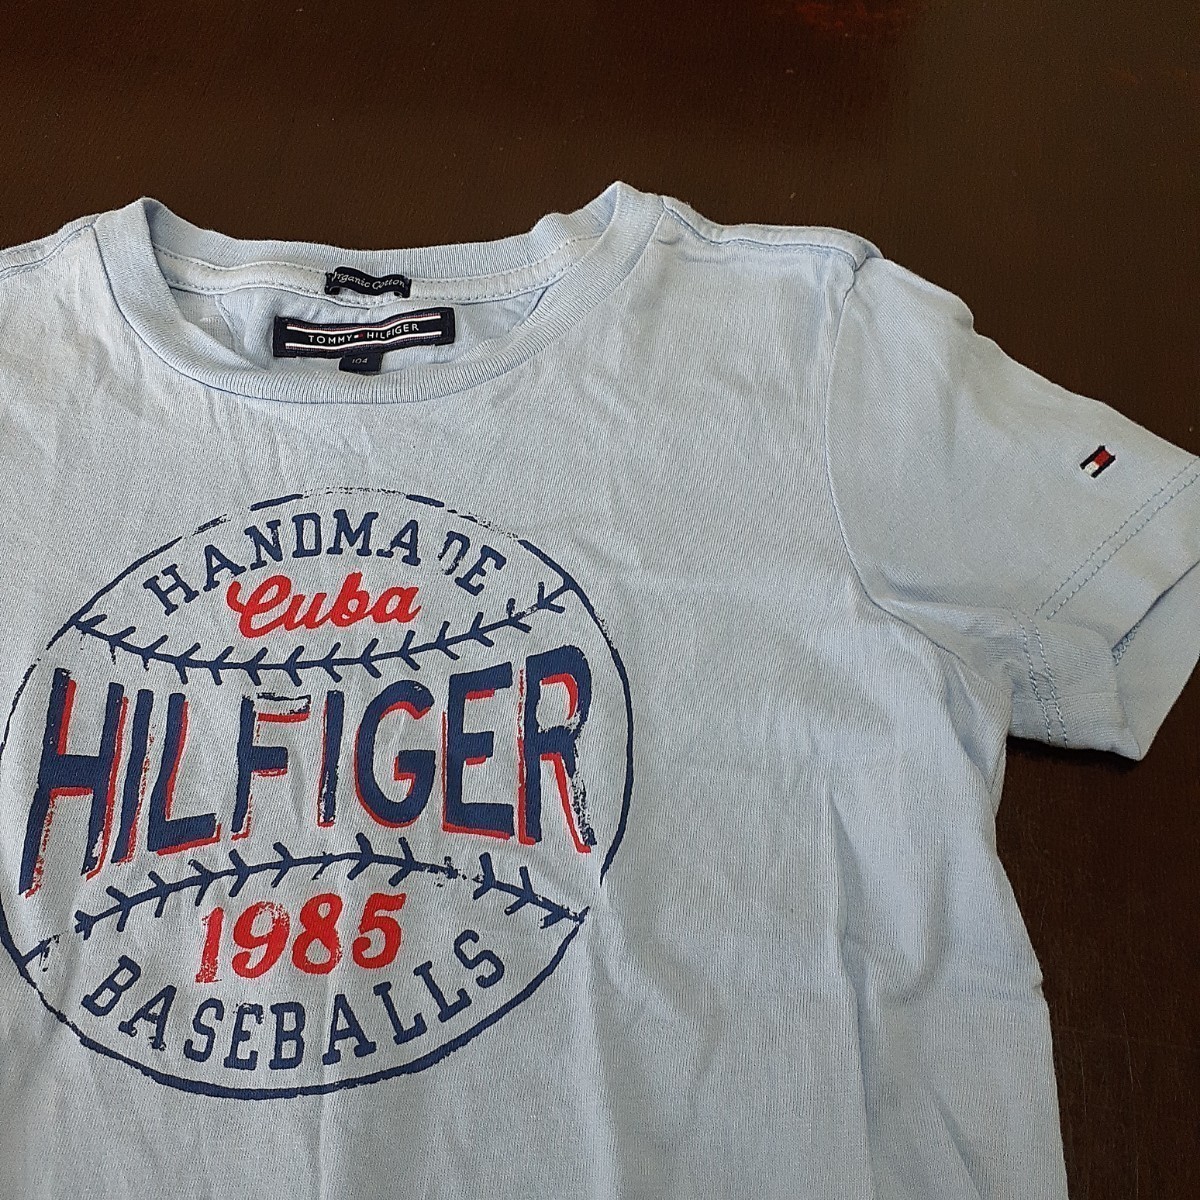 Organic Cotton
TOMMY HILFIGER
104
HANDMADE
Cuba
HILFIGER
1985
BASEBALLS